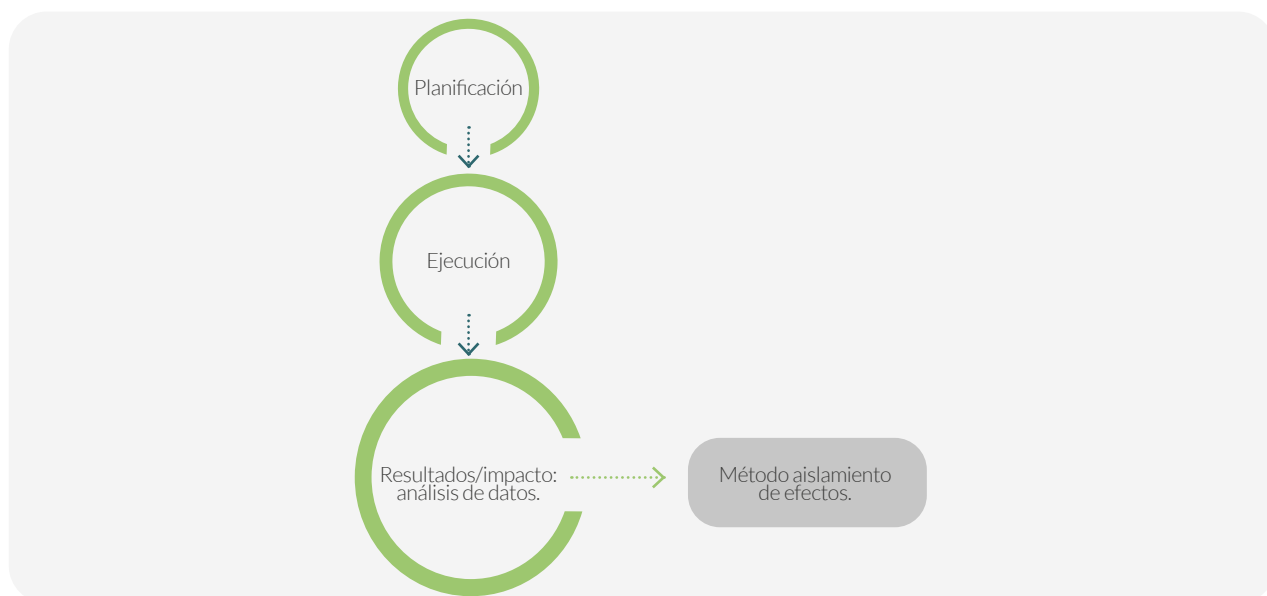 Planificación
Ejecución
Resultados/impacto:
análisis de datos.
Método aislamiento
de efectos.